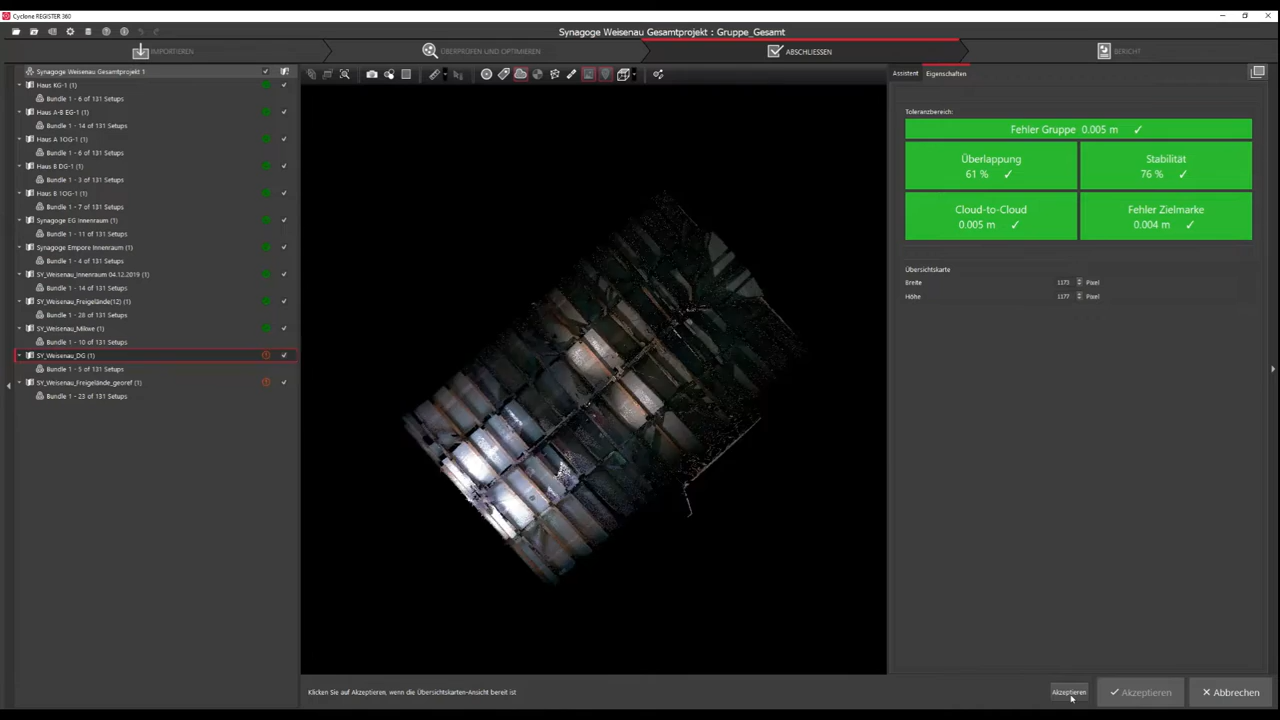 Cyclone REGISTER 360
Synagoge Weisenau Gesamtprojekt : Gruppe_Gesamt
IMPORTIEREN
ÜBERPRÜFEN UND OPTIMIEREN
ABSCHLIESSEN
BERICHT
Synagoge Weisenau Gesamtprojekt 1
Haus KG-1 (1)
Bundle 1 - 6 of 131 Setups
Haus A-B EG-1 (1)
Bundle 1 - 14 of 131 Setups
Haus A 1OG-1 (1)
Bundle 1 - 6 of 131 Setups
Haus B DG-1 (1)
Bundle 1 - 3 of 131 Setups
Haus B 1OG-1 (1)
Bundle 1 - 7 of 131 Setups
Synagoge EG Innenraum (1)
Bundle 1 - 11 of 131 Setups
Synagoge Empore Innenraum (1)
Bundle 1 - 4 of 131 Setups
SY_Weisenau_Innenraum 04.12.2019 (1)
Bundle 1 - 14 of 131 Setups
SY_Weisenau_Freigelände(12) (1)
Bundle 1 - 28 of 131 Setups
SY_Weisenau_Mikwe (1)
Bundle 1 - 10 of 131 Setups
SY_Weisenau_DG (1)
Bundle 1 - 5 of 131 Setups
SY_Weisenau_Freigelände_georef (1)
Bundle 1 - 23 of 131 Setups
Assistent
Eigenschaften
Toleranzbereich:
Fehler Gruppe 0.005 m ✓
Überlappung
61 % ✓
Stabilität
76 % ✓
Cloud-to-Cloud
0.005 m ✓
Fehler Zielmarke
0.004 m ✓
Übersichtskarte
Breite 1173 Pixel
Höhe 1177 Pixel
Klicken Sie auf Akzeptieren, wenn die Übersichtskarten-Ansicht bereit ist
Akzeptieren
✓ Akzeptieren
✕ Abbrechen